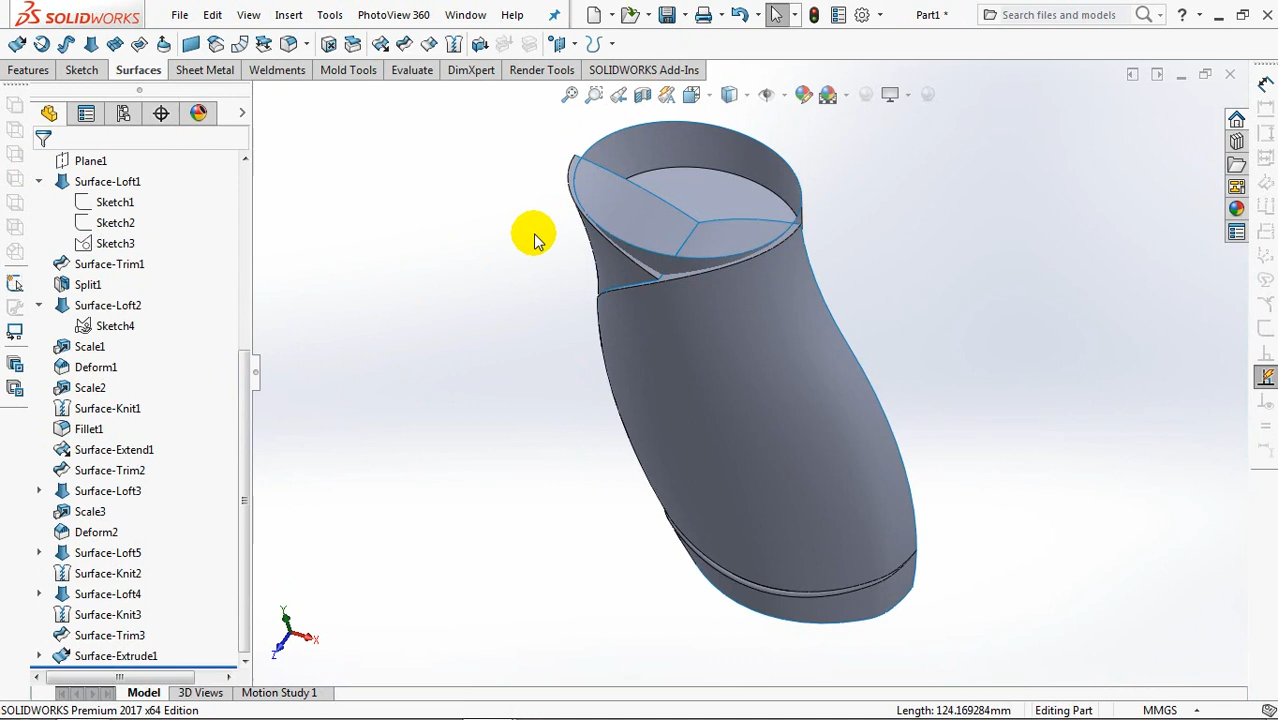 SOLIDWORKS File Edit View Insert Tools PhotoView 360 Window Help Part1 * Search files and models ?
Features Sketch Surfaces Sheet Metal Weldments Mold Tools Evaluate DimXpert Render Tools SOLIDWORKS Add-Ins
Plane1
Surface-Loft1
Sketch1
Sketch2
Sketch3
Surface-Trim1
Split1
Surface-Loft2
Sketch4
Scale1
Deform1
Scale2
Surface-Knit1
Fillet1
Surface-Extend1
Surface-Trim2
Surface-Loft3
Scale3
Deform2
Surface-Loft5
Surface-Knit2
Surface-Loft4
Surface-Knit3
Surface-Trim3
Surface-Extrude1
Y
X
Z
Model 3D Views Motion Study 1
SOLIDWORKS Premium 2017 x64 Edition Length: 124.169284mm Editing Part MMGS